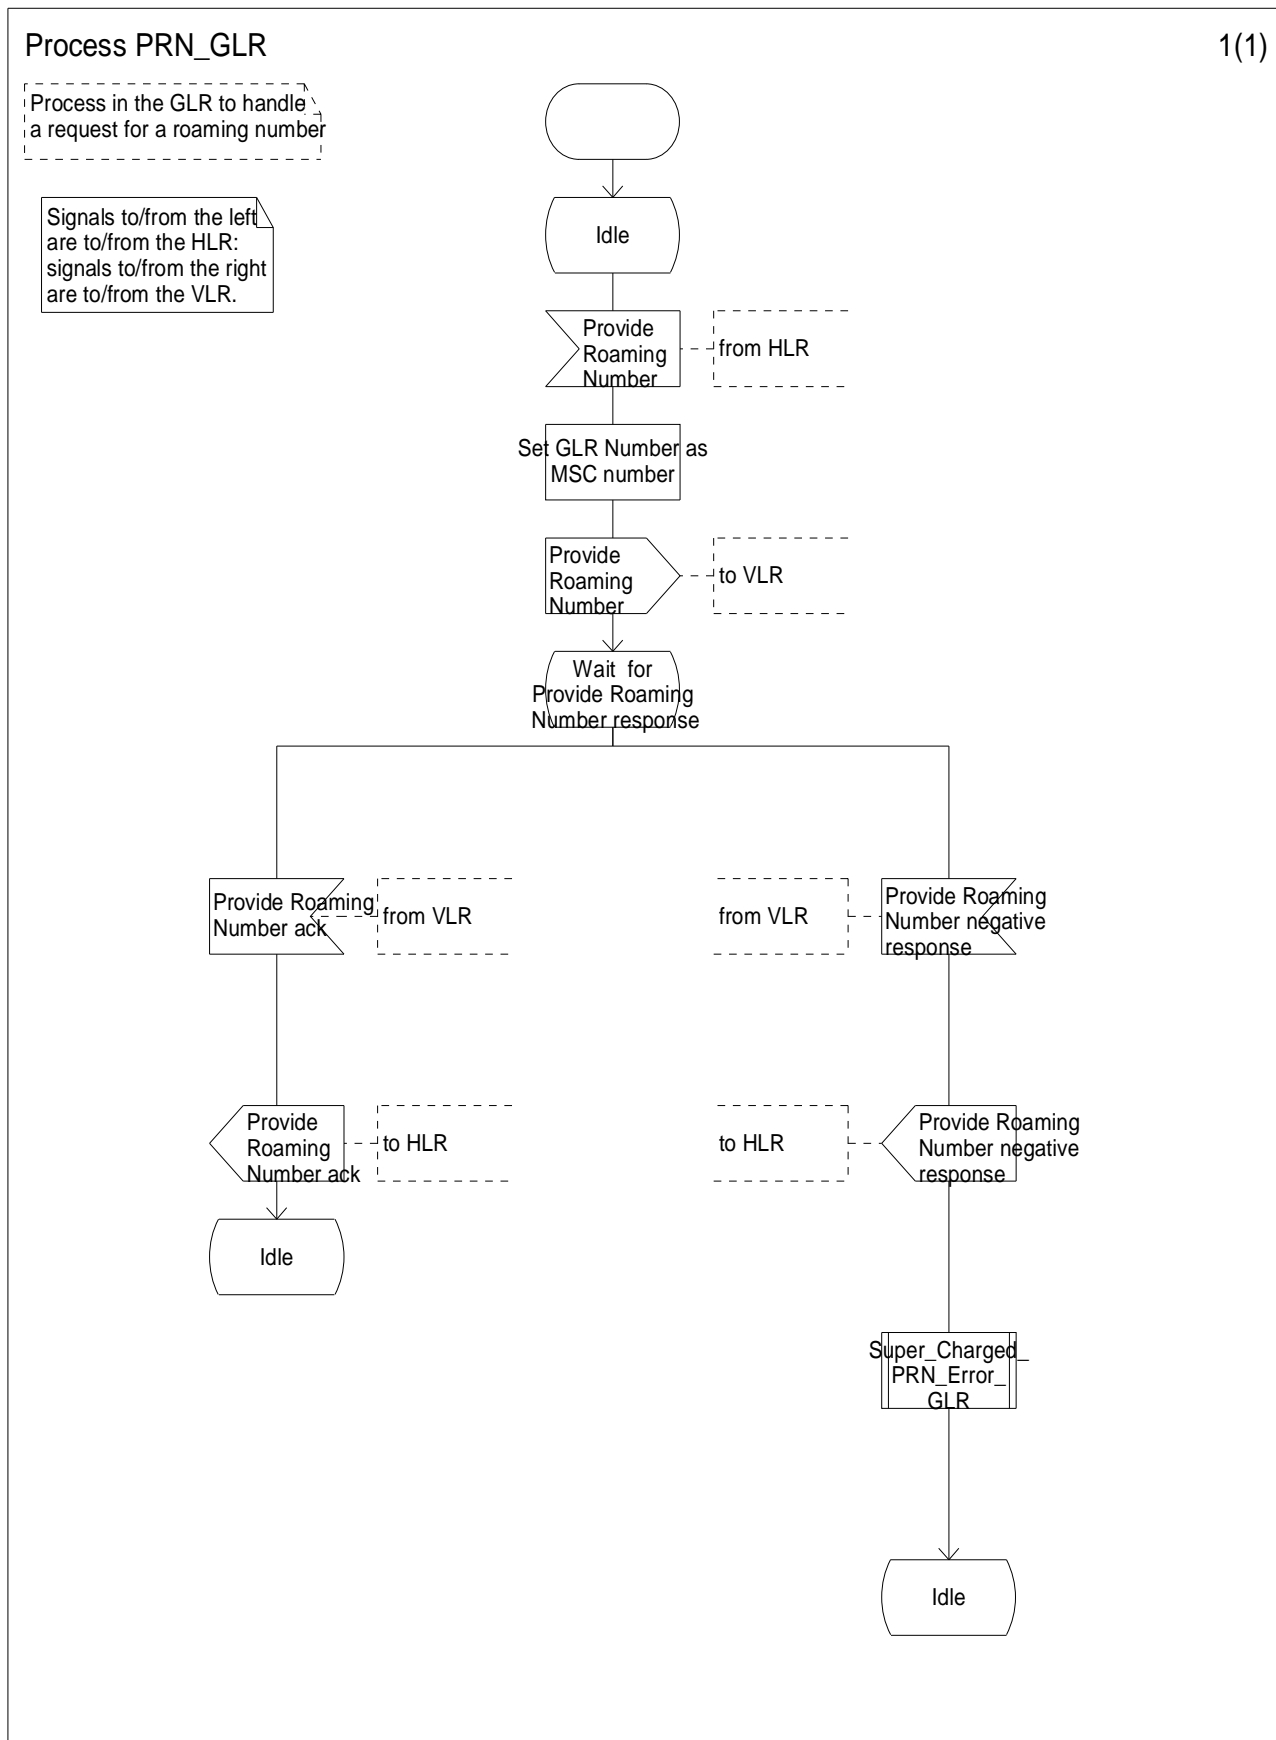 Process PRN_GLR
1(1)
Process in the GLR to handle
a request for a roaming number
Signals to/from the left
are to/from the HLR:
signals to/from the right
are to/from the VLR.
Idle
Provide
Roaming
Number
from HLR
Set GLR Number as
MSC number
Provide
Roaming
Number
to VLR
Wait for
Provide Roaming
Number response
Provide Roaming
Number ack
from VLR
from VLR
Provide Roaming
Number negative
response
Provide
Roaming
Number ack
to HLR
to HLR
Provide Roaming
Number negative
response
Idle
Super_Charged_
PRN_Error_
GLR
Idle